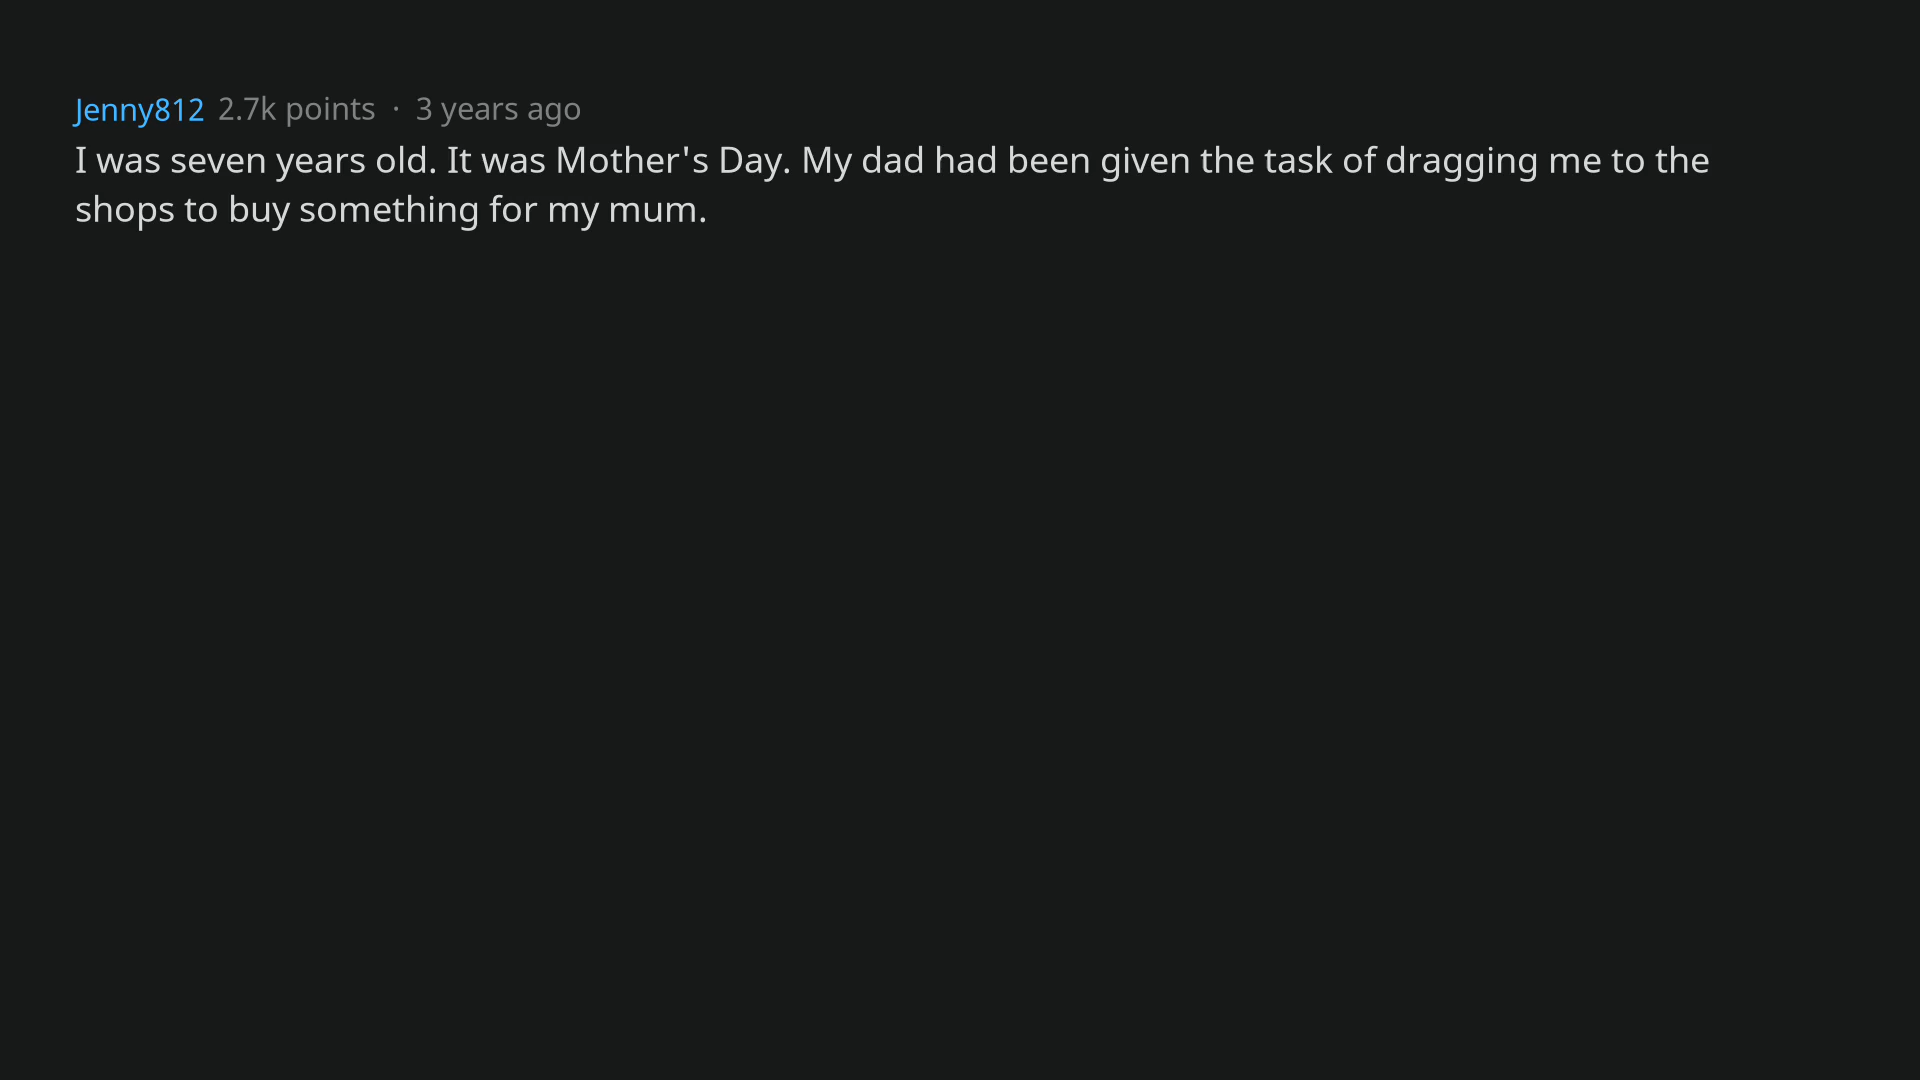 Jenny812 2.7k points · 3 years ago
I was seven years old. It was Mother's Day. My dad had been given the task of dragging me to the
shops to buy something for my mum.